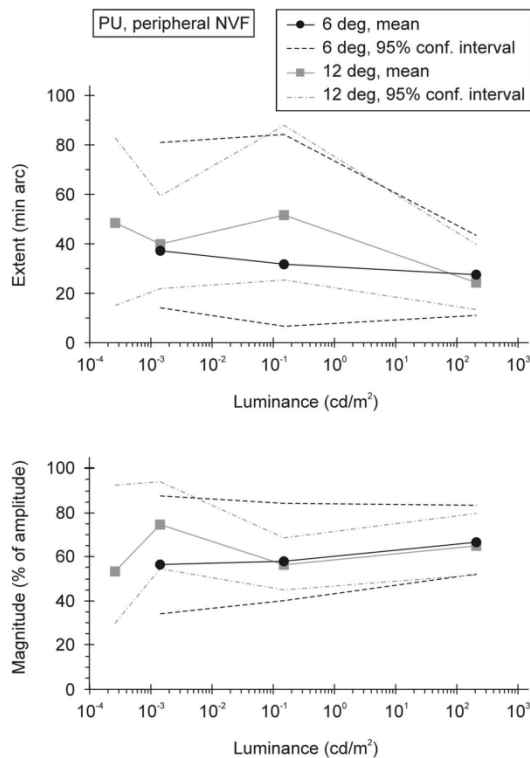 PU, peripheral NVF
6 deg, mean
6 deg, 95% conf. interval
12 deg, mean
12 deg, 95% conf. interval
100
80
60
40
20
0
Extent (min arc)
10⁻⁴ 10⁻³ 10⁻² 10⁻¹ 10⁰ 10¹ 10² 10³
Luminance (cd/m²)
100
80
60
40
20
0
Magnitude (% of amplitude)
10⁻⁴ 10⁻³ 10⁻² 10⁻¹ 10⁰ 10¹ 10² 10³
Luminance (cd/m²)